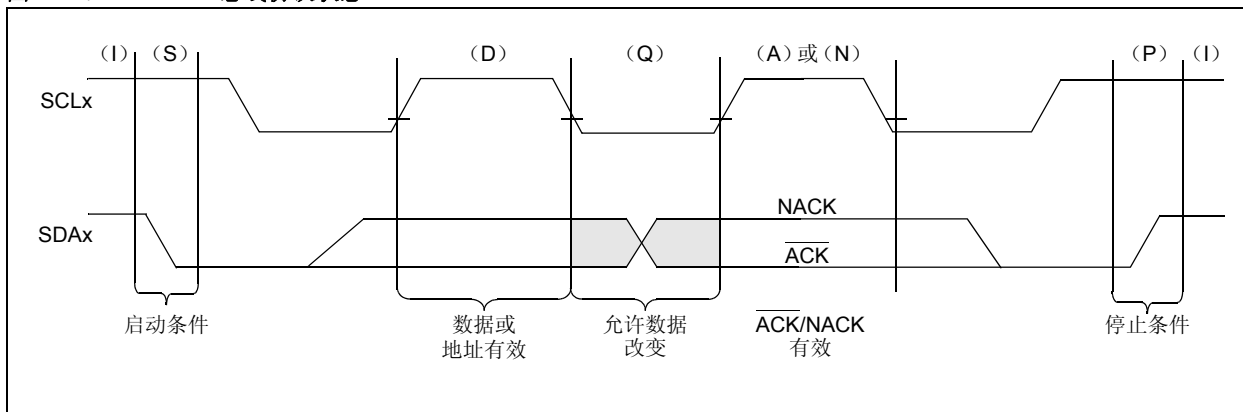 （I） （S） （D） （Q） （A）或（N） （P） （I）
SCLx
NACK
SDAx
ACK
启动条件
数据或
地址有效
允许数据
改变
ACK/NACK
有效
停止条件